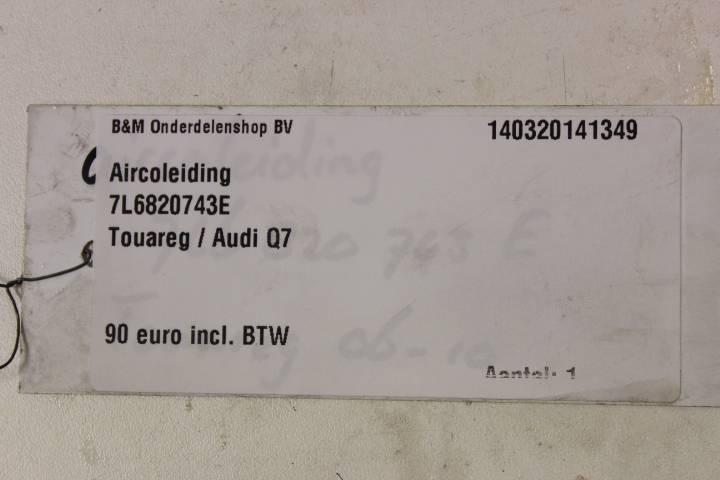 B&M Onderdelenshop BV 140320141349
Aircoleiding
7L6820743E
Touareg / Audi Q7
90 euro incl. BTW
Aantal: 1